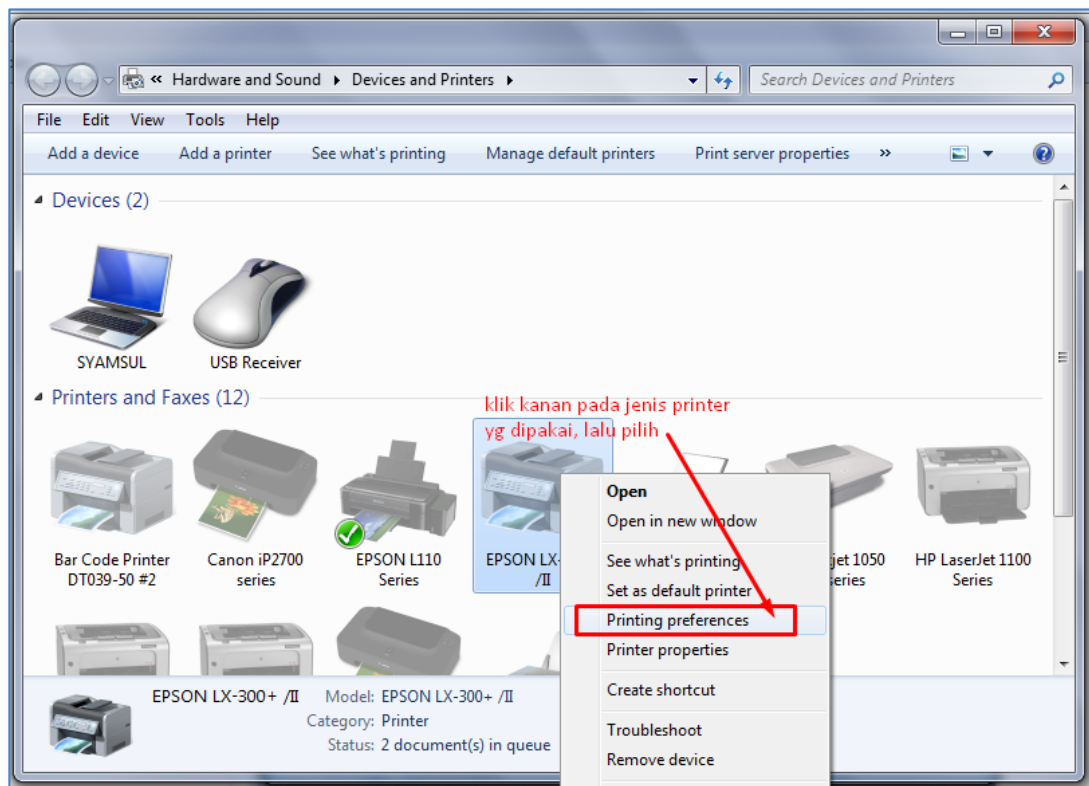 « Hardware and Sound ▸ Devices and Printers ▸
Search Devices and Printers
File Edit View Tools Help
Add a device Add a printer See what's printing Manage default printers Print server properties »
Devices (2)
SYAMSUL
USB Receiver
Printers and Faxes (12)
klik kanan pada jenis printer
yg dipakai, lalu pilih
Bar Code Printer
DT039-50 #2
Canon iP2700
series
EPSON L110
Series
EPSON LX-
/II
jet 1050
series
HP LaserJet 1100
Series
Open
Open in new window
See what's printing
Set as default printer
Printing preferences
Printer properties
Create shortcut
Troubleshoot
Remove device
EPSON LX-300+ /II
Model: EPSON LX-300+ /II
Category: Printer
Status: 2 document(s) in queue